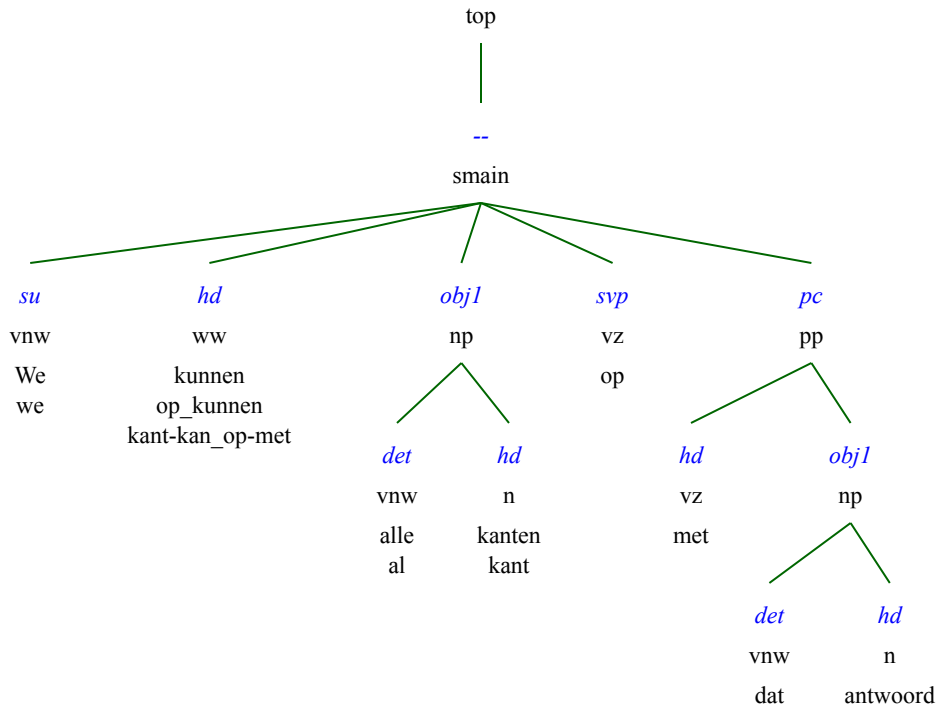 top
--
smain
su hd obj1 svp pc
vnw ww np vz pp
We kunnen op
we op_kunnen
kant-kan_op-met
det hd hd obj1
vnw n vz np
alle kanten met
al kant
det hd
vnw n
dat antwoord